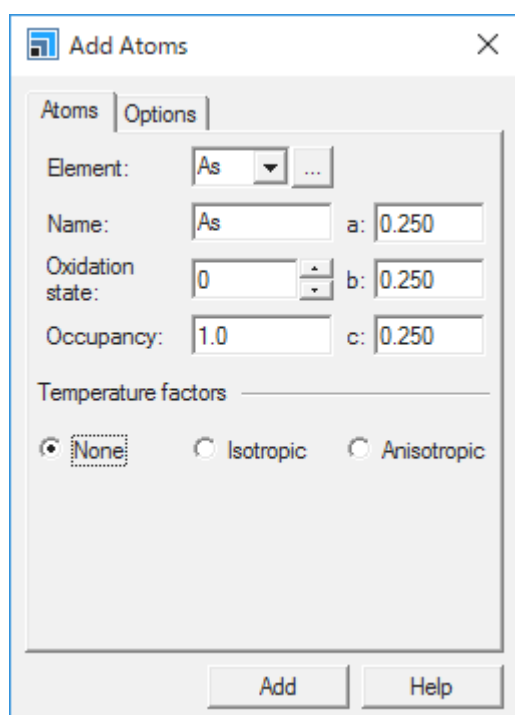 Add Atoms
Atoms Options
Element: As ...
Name: As a: 0.250
Oxidation state: 0 b: 0.250
Occupancy: 1.0 c: 0.250
Temperature factors
None Isotropic Anisotropic
Add Help